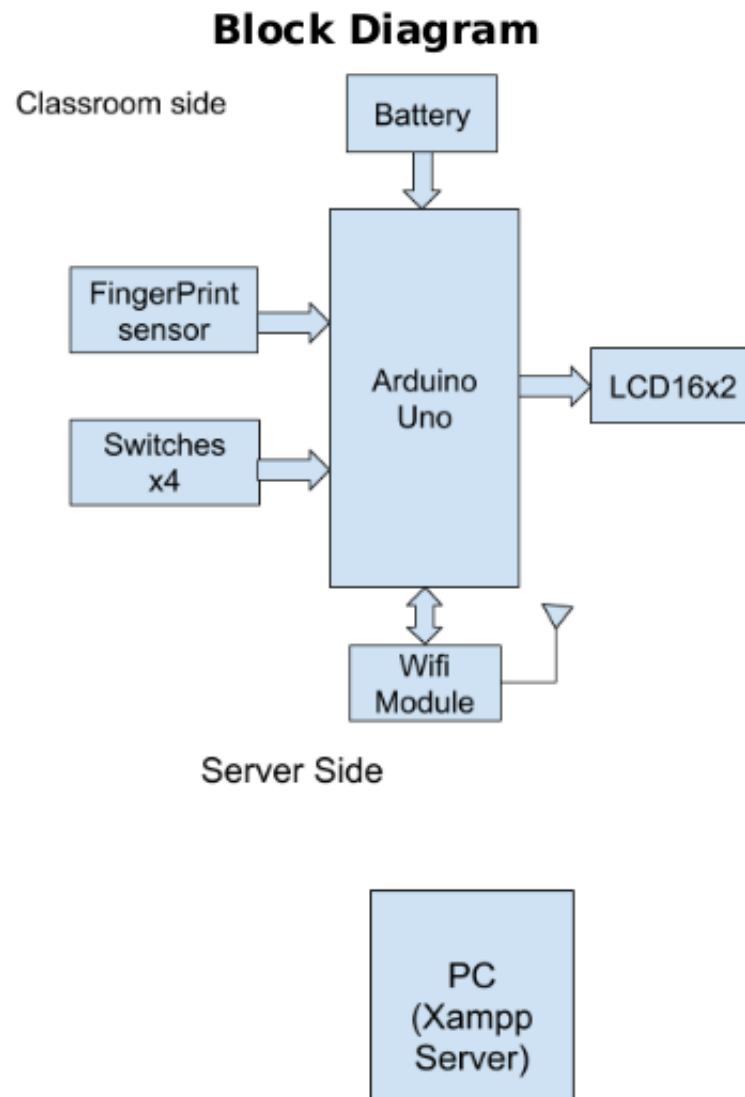 Block Diagram
Classroom side
Battery
FingerPrint
sensor
Arduino
Uno
LCD16x2
Switches
x4
Wifi
Module
Server Side
PC
(Xampp
Server)